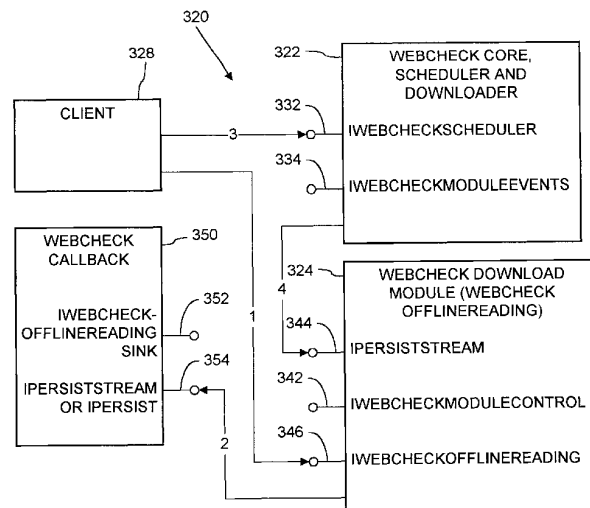 320
328
CLIENT
322
WEBCHECK CORE,
SCHEDULER AND
DOWNLOADER
332
3
IWEBCHECKSCHEDULER
334
IWEBCHECKMODULEEVENTS
350
WEBCHECK
CALLBACK
352
IWEBCHECK-
OFFLINEREADING
SINK
354
IPERSISTSTREAM
OR IPERSIST
1
2
4
324
WEBCHECK DOWNLOAD
MODULE (WEBCHECK
OFFLINEREADING)
344
IPERSISTSTREAM
342
IWEBCHECKMODULECONTROL
346
IWEBCHECKOFFLINEREADING